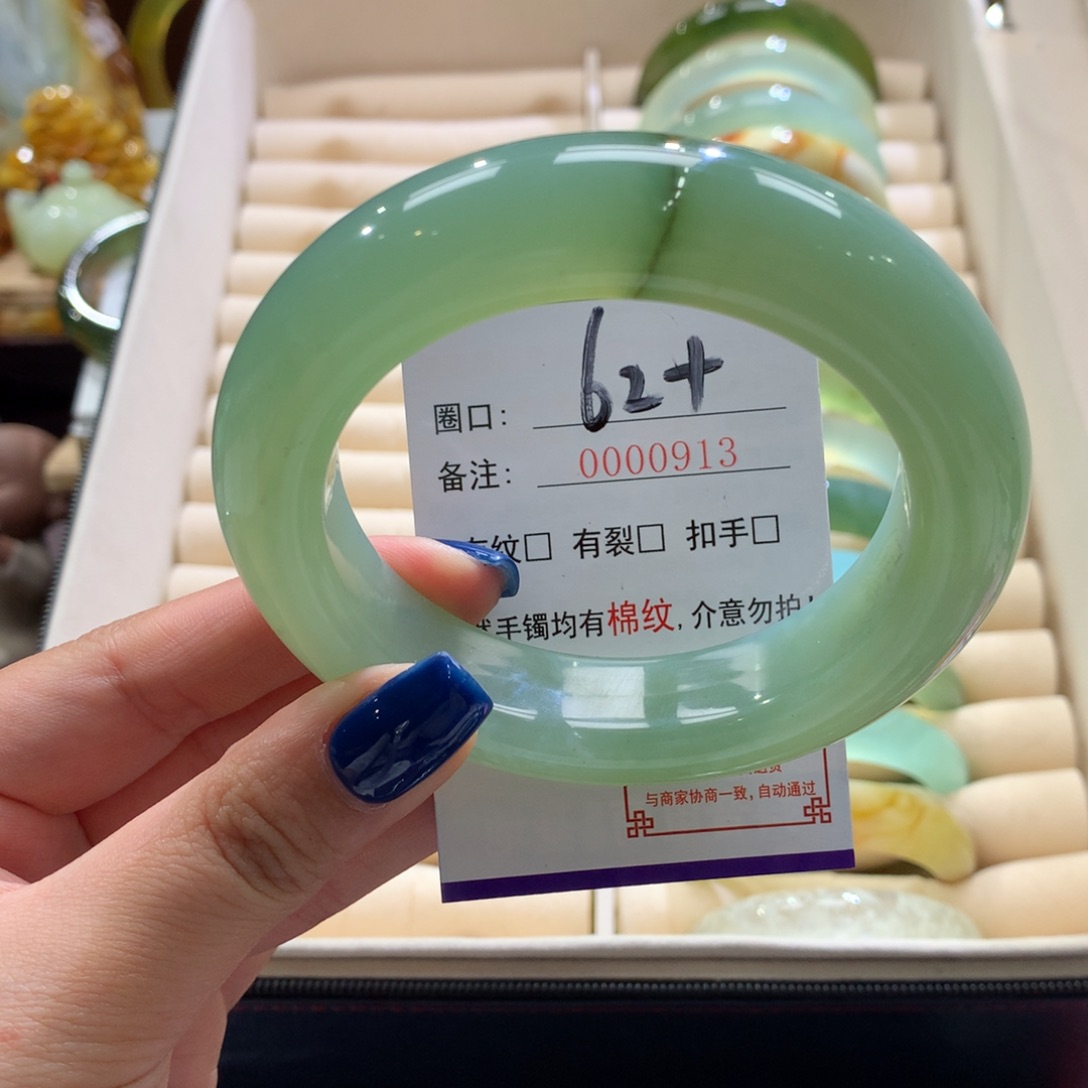 圈口: 62+
备注: 0000913
纹□ 有裂□ 扣手□
手镯均有棉纹,介意勿拍!
与商家协商一致,自动通过